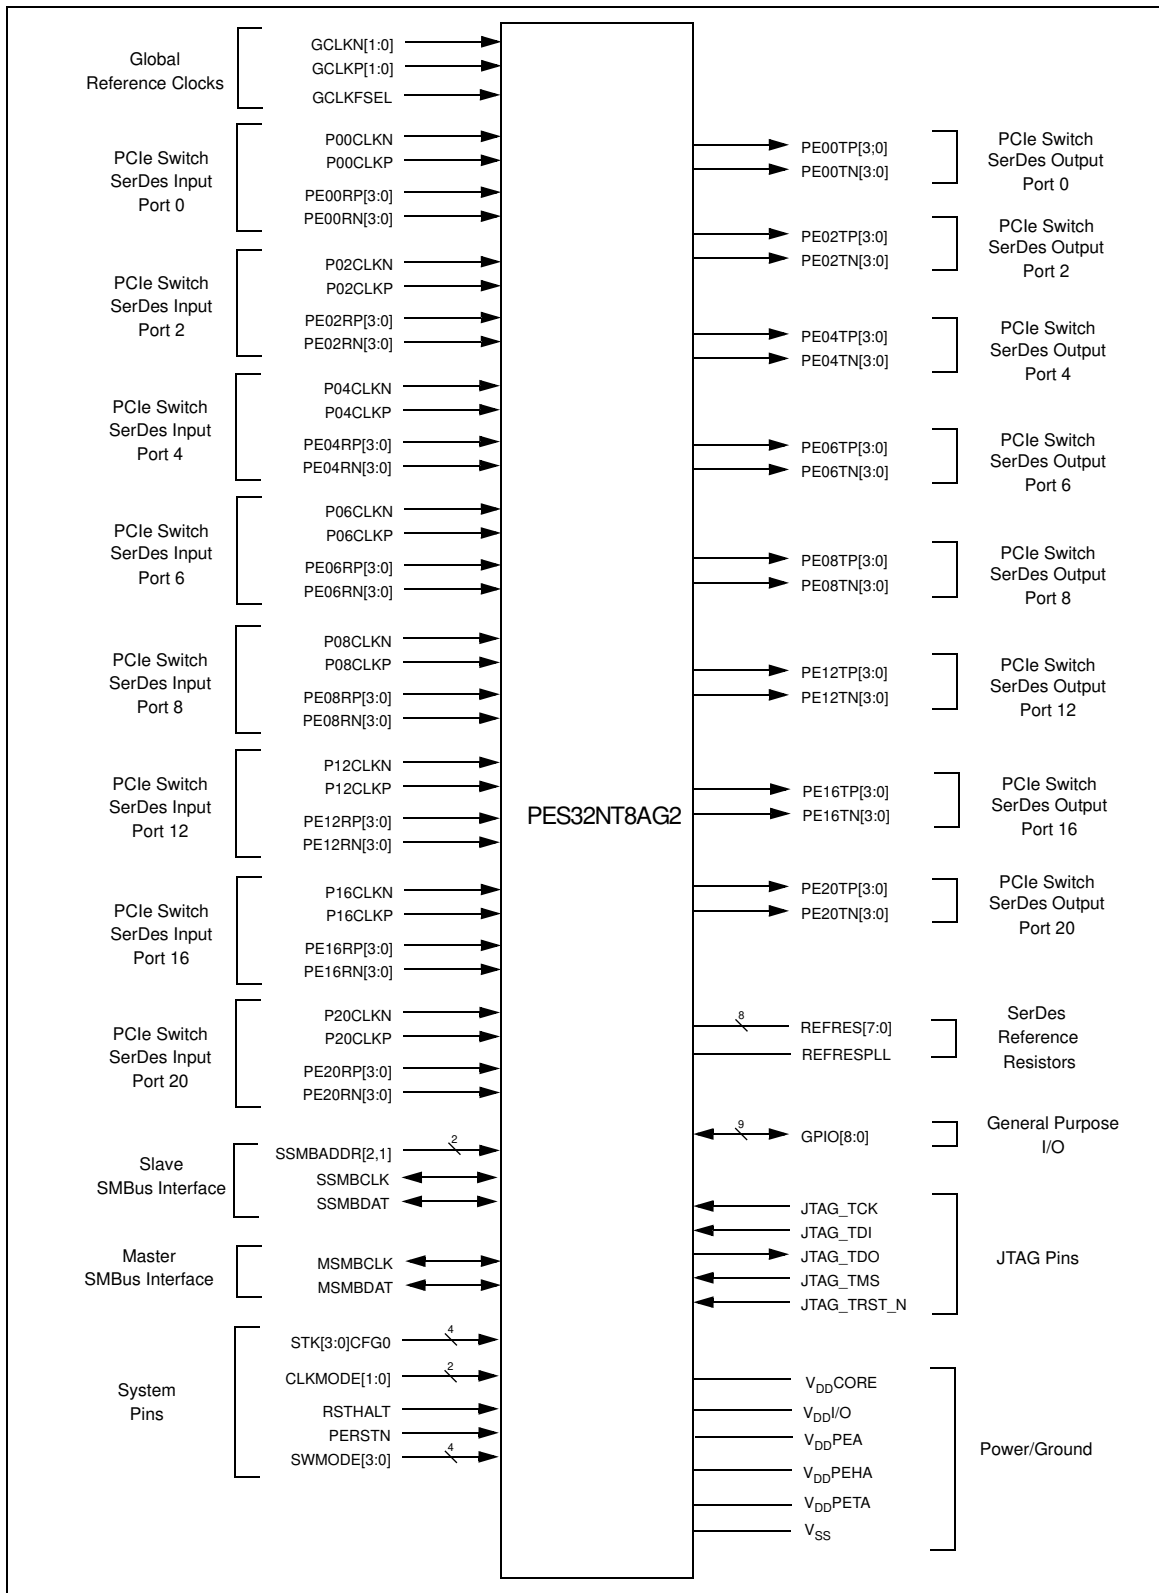 Global
Reference Clocks
GCLKN[1:0]
GCLKP[1:0]
GCLKFSEL
PCIe Switch
SerDes Input
Port 0
P00CLKN
P00CLKP
PE00RP[3:0]
PE00RN[3:0]
PCIe Switch
SerDes Input
Port 2
P02CLKN
P02CLKP
PE02RP[3:0]
PE02RN[3:0]
PCIe Switch
SerDes Input
Port 4
P04CLKN
P04CLKP
PE04RP[3:0]
PE04RN[3:0]
PCIe Switch
SerDes Input
Port 6
P06CLKN
P06CLKP
PE06RP[3:0]
PE06RN[3:0]
PCIe Switch
SerDes Input
Port 8
P08CLKN
P08CLKP
PE08RP[3:0]
PE08RN[3:0]
PCIe Switch
SerDes Input
Port 12
P12CLKN
P12CLKP
PE12RP[3:0]
PE12RN[3:0]
PCIe Switch
SerDes Input
Port 16
P16CLKN
P16CLKP
PE16RP[3:0]
PE16RN[3:0]
PCIe Switch
SerDes Input
Port 20
P20CLKN
P20CLKP
PE20RP[3:0]
PE20RN[3:0]
Slave
SMBus Interface
SSMBADDR[2,1]
2
SSMBCLK
SSMBDAT
Master
SMBus Interface
MSMBCLK
MSMBDAT
System
Pins
STK[3:0]CFG0
4
CLKMODE[1:0]
2
RSTHALT
PERSTN
SWMODE[3:0]
4
PES32NT8AG2
PE00TP[3;0]
PE00TN[3:0]
PCIe Switch
SerDes Output
Port 0
PE02TP[3:0]
PE02TN[3:0]
PCIe Switch
SerDes Output
Port 2
PE04TP[3:0]
PE04TN[3:0]
PCIe Switch
SerDes Output
Port 4
PE06TP[3:0]
PE06TN[3:0]
PCIe Switch
SerDes Output
Port 6
PE08TP[3:0]
PE08TN[3:0]
PCIe Switch
SerDes Output
Port 8
PE12TP[3:0]
PE12TN[3:0]
PCIe Switch
SerDes Output
Port 12
PE16TP[3:0]
PE16TN[3:0]
PCIe Switch
SerDes Output
Port 16
PE20TP[3:0]
PE20TN[3:0]
PCIe Switch
SerDes Output
Port 20
8
REFRES[7:0]
REFRESPLL
SerDes
Reference
Resistors
9
GPIO[8:0]
General Purpose
I/O
JTAG_TCK
JTAG_TDI
JTAG_TDO
JTAG_TMS
JTAG_TRST_N
JTAG Pins
VDDCORE
VDDI/O
VDDPEA
VDDPEHA
VDDPETA
VSS
Power/Ground